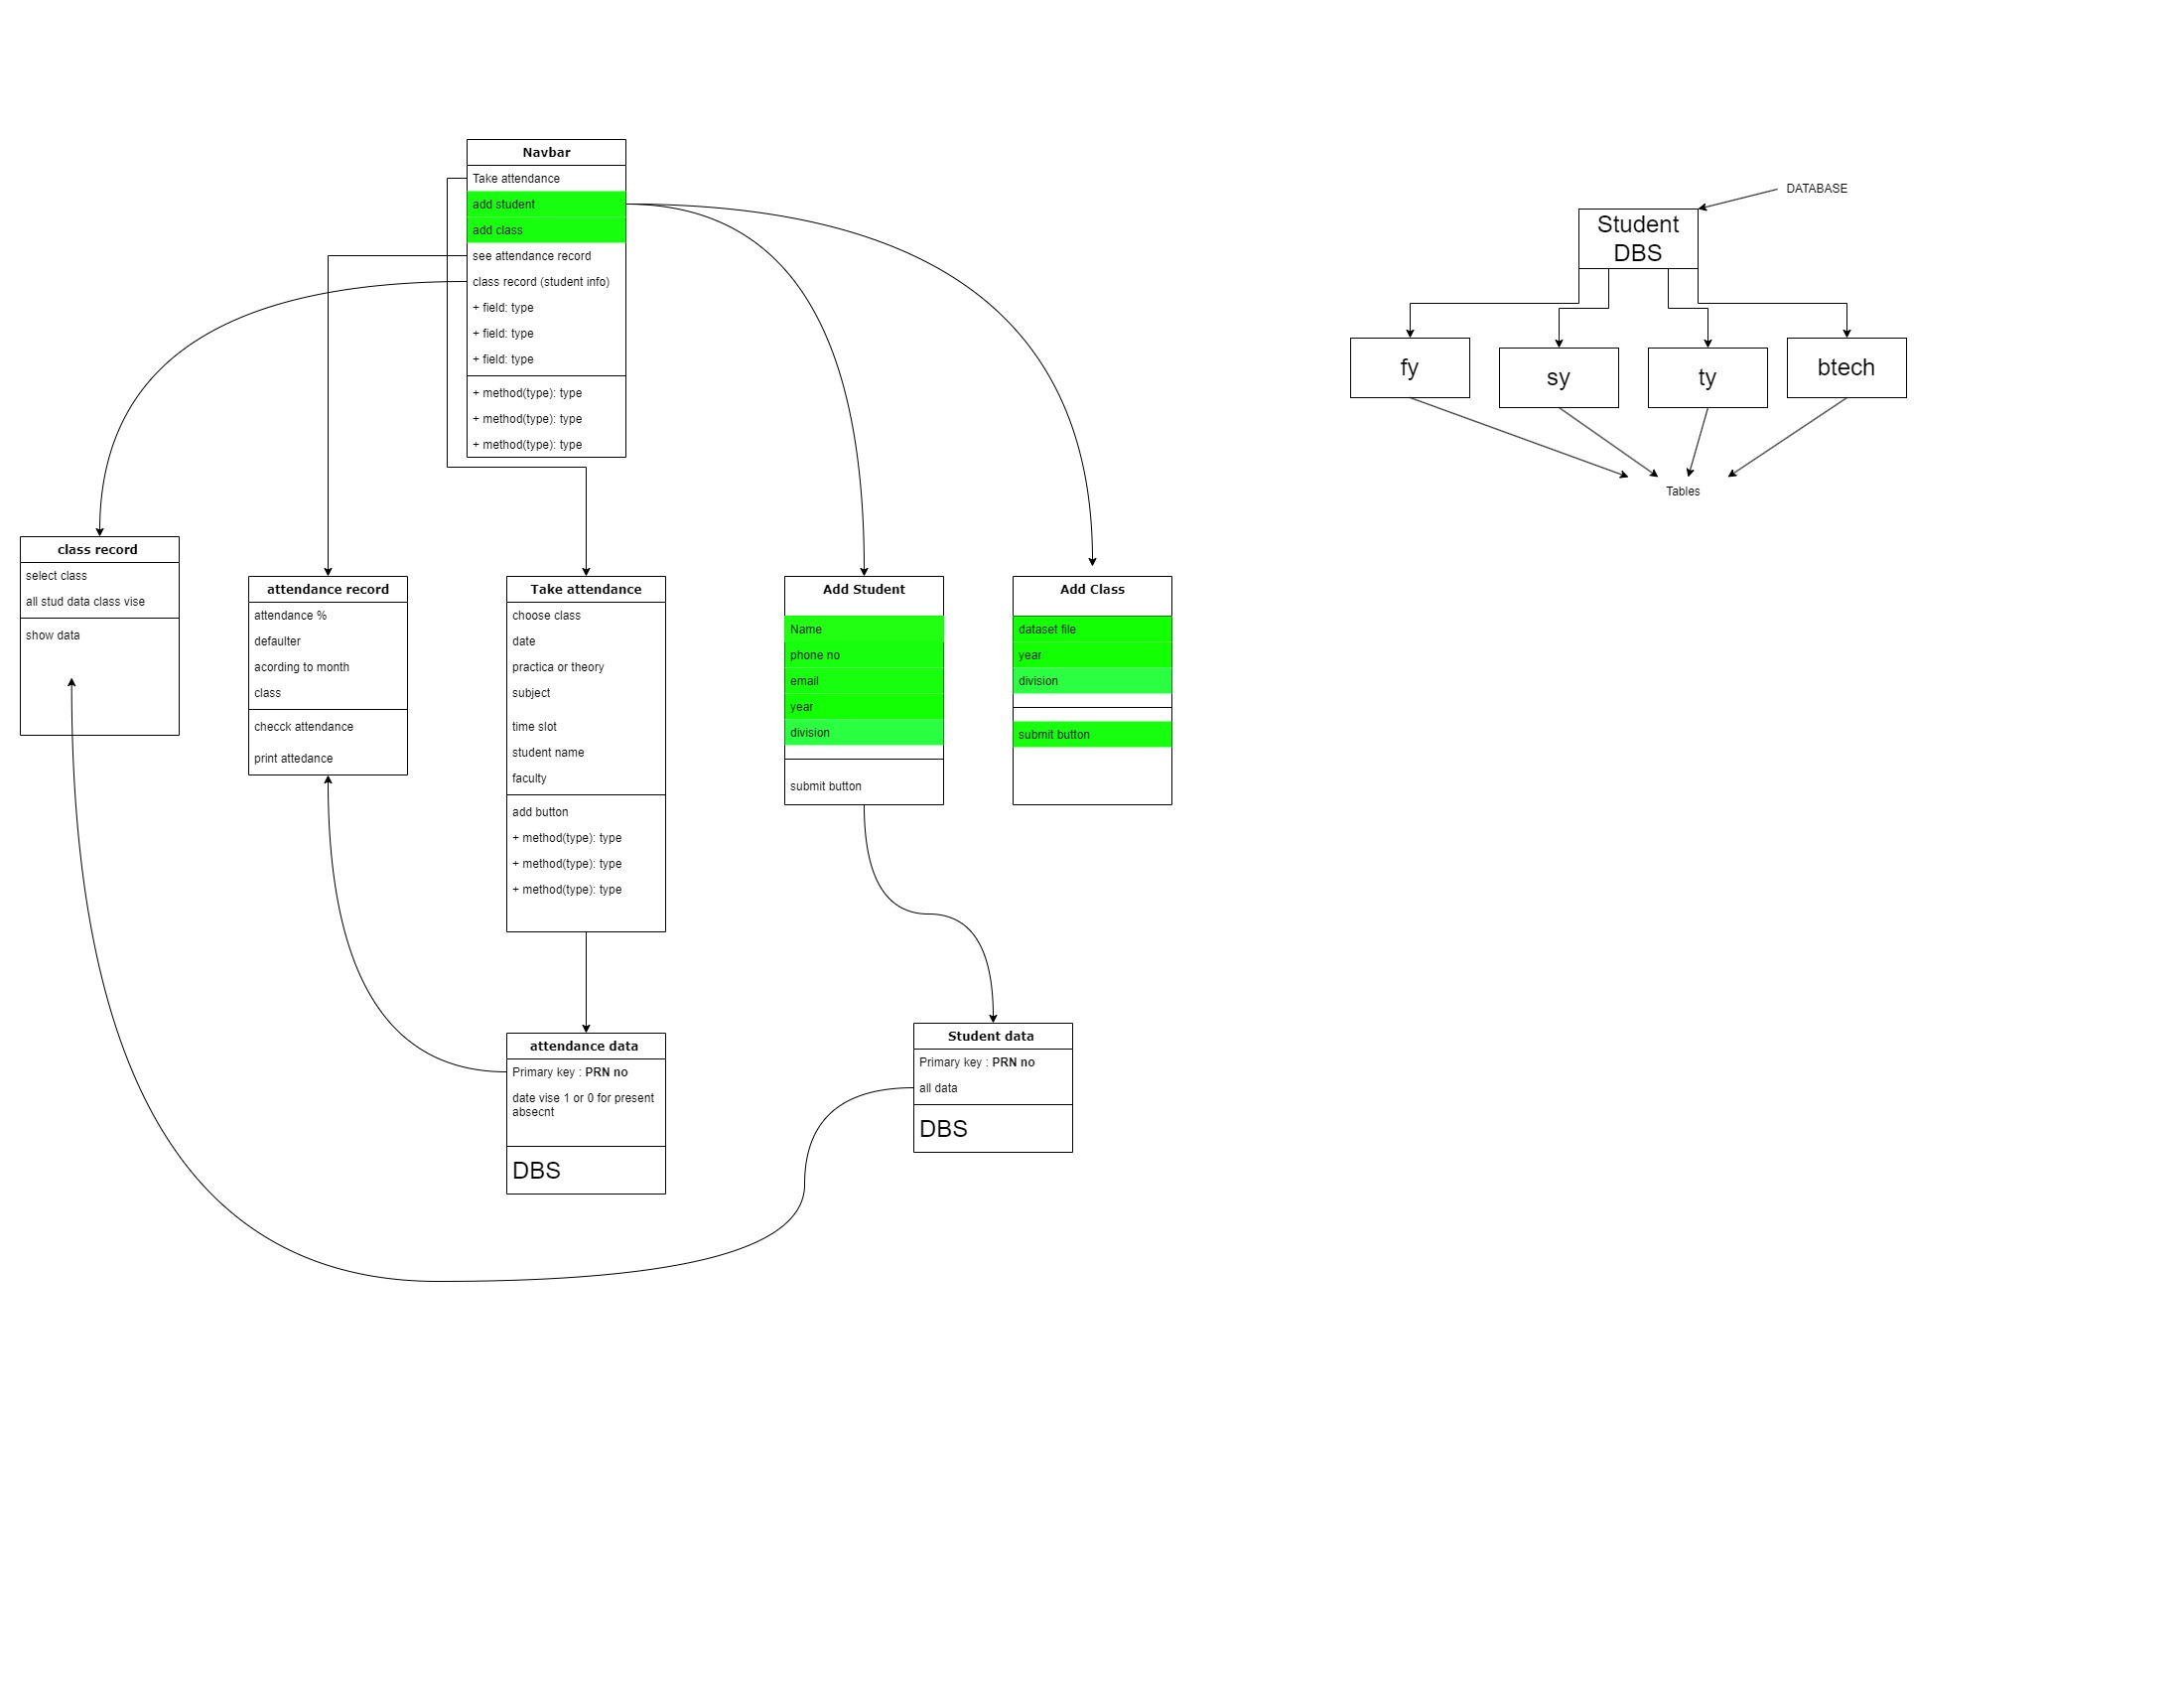 Navbar
Take attendance
add student
add class
see attendance record
class record (student info)
+ field: type
+ field: type
+ field: type
+ method(type): type
+ method(type): type
+ method(type): type
DATABASE
Student
DBS
fy
sy
ty
btech
Tables
class record
select class
all stud data class vise
show data
attendance record
attendance %
defaulter
acording to month
class
checck attendance
print attedance
Take attendance
choose class
date
practica or theory
subject
time slot
student name
faculty
add button
+ method(type): type
+ method(type): type
+ method(type): type
Add Student
Name
phone no
email
year
division
submit button
Add Class
dataset file
year
division
submit button
attendance data
Primary key : PRN no
date vise 1 or 0 for present
absecnt
DBS
Student data
Primary key : PRN no
all data
DBS